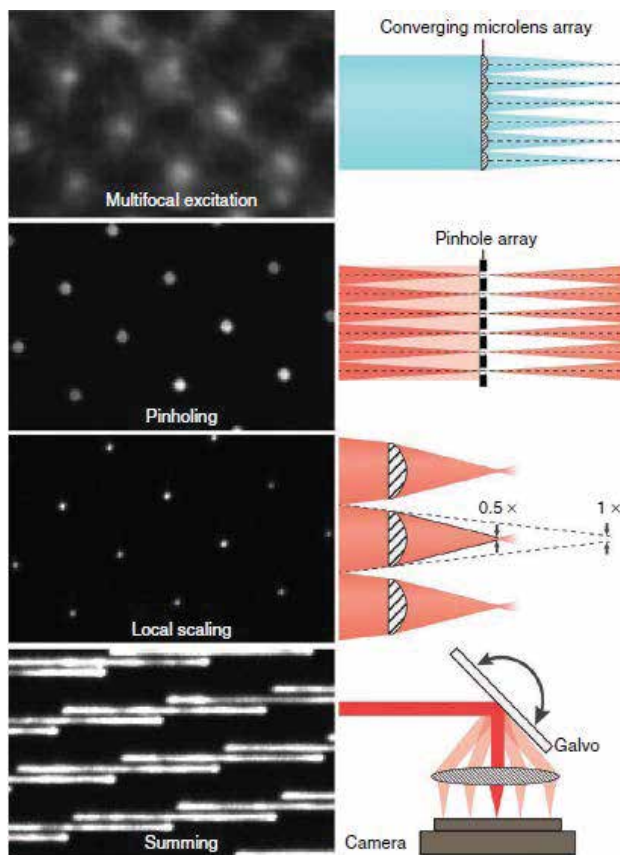 Converging microlens array
Multifocal excitation
Pinhole array
Pinholing
0.5 × 1 ×
Local scaling
Galvo
Summing
Camera